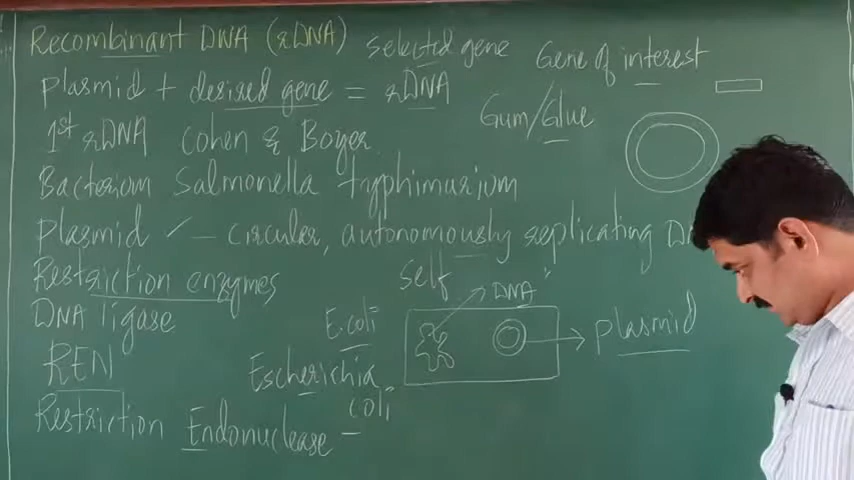 Recombinant DNA (rDNA) Selected gene Gene of interest
Plasmid + desired gene = rDNA
Gum/Glue
1st rDNA Cohen & Boyer
Bacterium Salmonella tryphimurium
Plasmid – circular, autonomously replicating
Restriction enzymes self
DNA
DNA ligase
E.coli
plasmid
REN
Escherichia
coli
Restriction Endonuclease